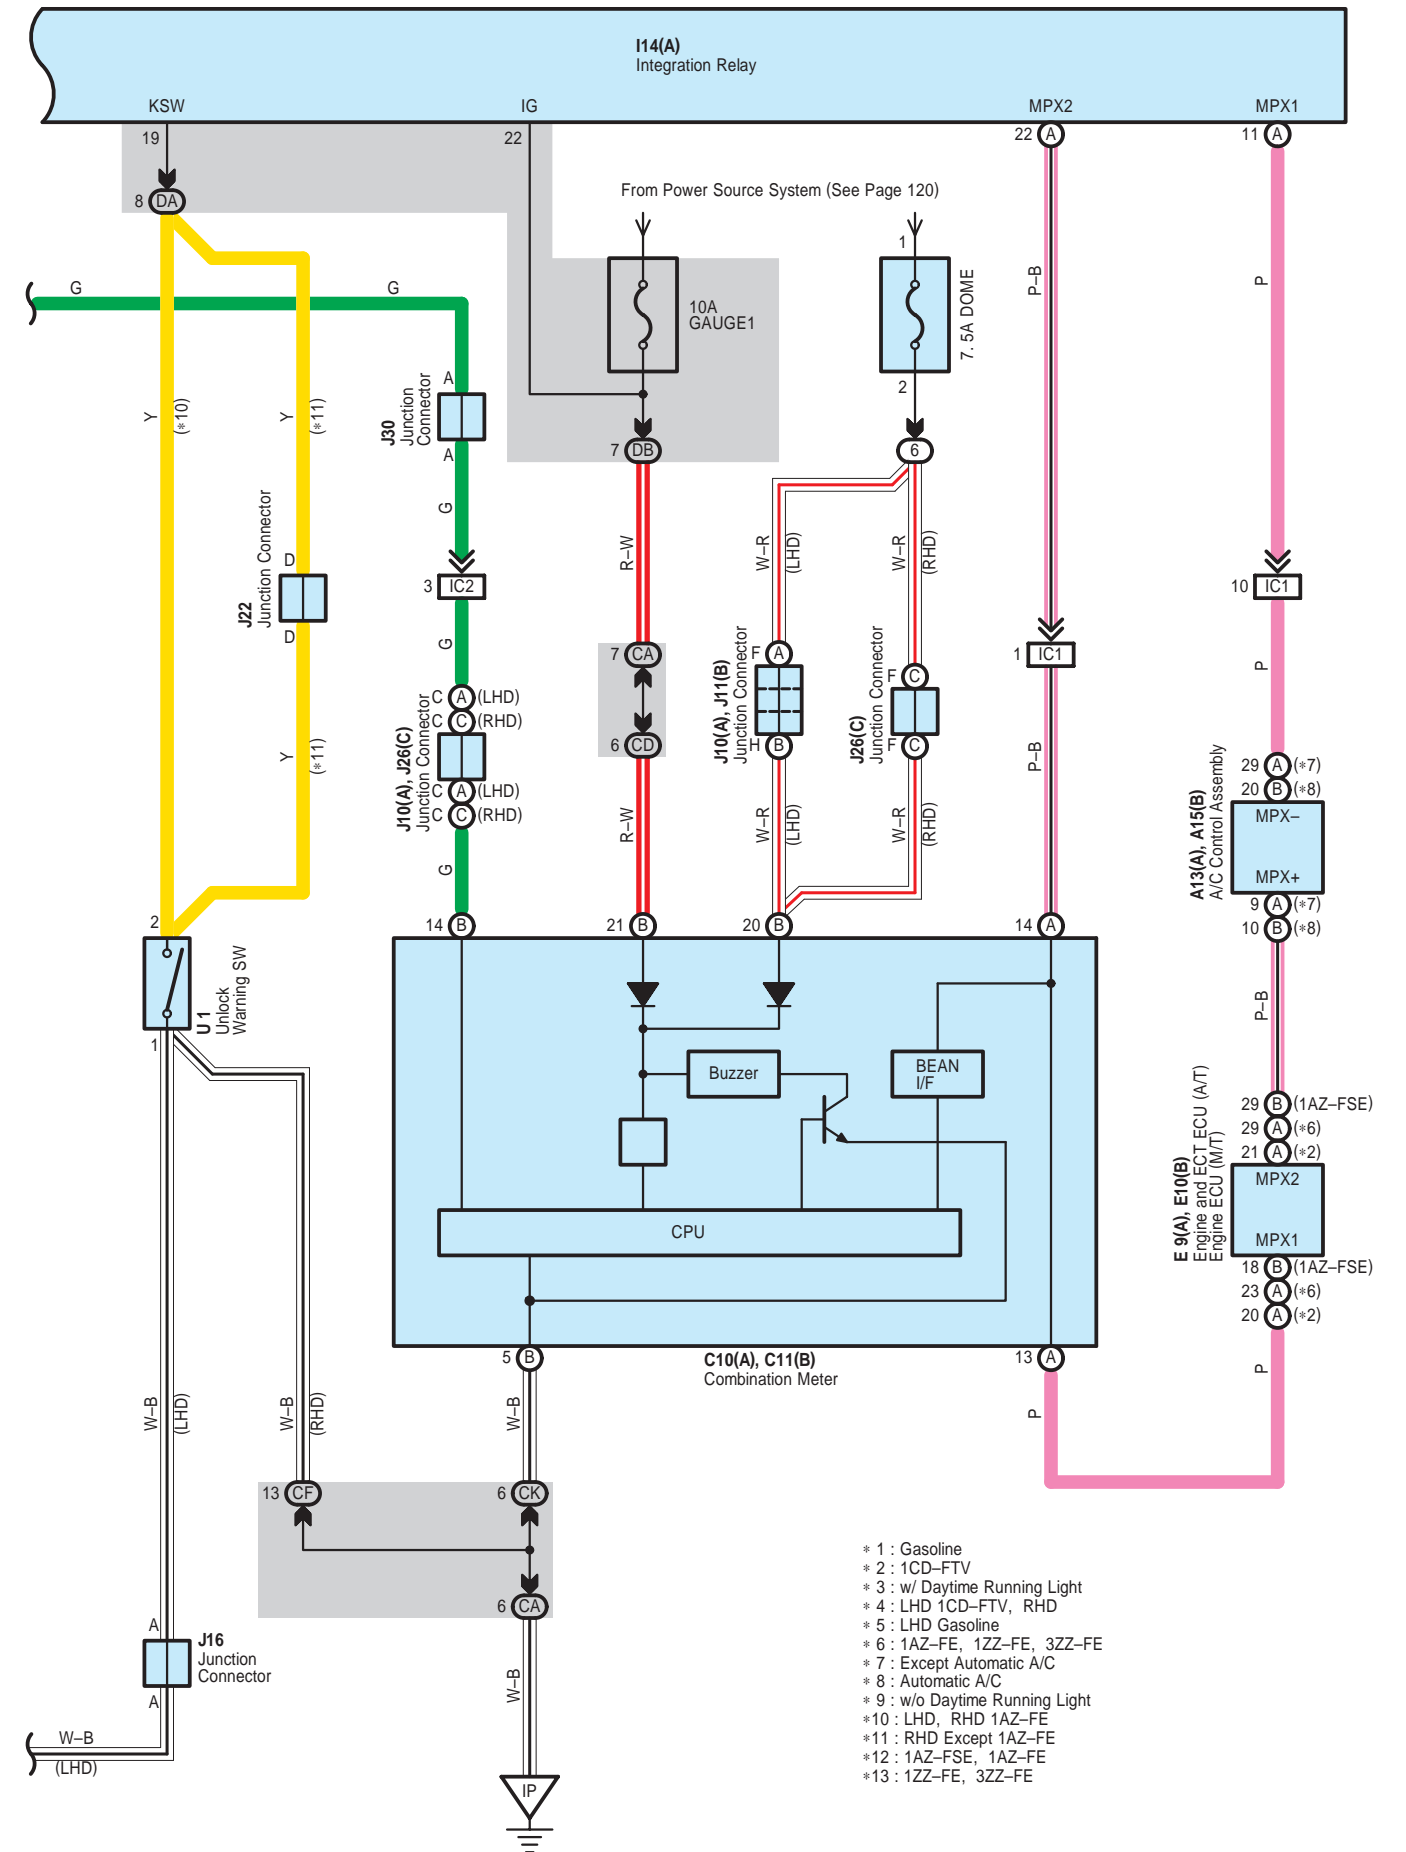 I14(A)
Integration Relay
KSW
IG
MPX2
MPX1
19
22
22 A
11 A
8 DA
From Power Source System (See Page 120)
1
10A
GAUGE1
7. 5A DOME
2
G
G
P–B
P
Y
(*10)
Y
(*11)
A
J30
Junction
Connector
A
G
7 DB
6
R–W
W–R
(LHD)
W–R
(RHD)
J22
Junction Connector
D
D
3 IC2
G
10 IC1
1 IC1
P
7 CA
6 CD
F A
J10(A), J11(B)
Junction Connector
H B
F C
J26(C)
Junction Connector
F C
C A (LHD)
C C (RHD)
J10(A), J26(C)
Junction Connector
C A (LHD)
C C (RHD)
Y
(*11)
P–B
29 A (*7)
20 B (*8)
MPX–
A13(A), A15(B)
A/C Control Assembly
MPX+
9 A (*7)
10 B (*8)
G
R–W
W–R
(LHD)
W–R
(RHD)
2
14 B
21 B
20 B
14 A
U 1
Unlock
Warning SW
1
P–B
Buzzer
BEAN
I/F
CPU
29 B (1AZ–FSE)
29 A (*6)
21 A (*2)
MPX2
E 9(A), E10(B)
Engine and ECT ECU (A/T)
Engine ECU (M/T)
MPX1
18 B (1AZ–FSE)
23 A (*6)
20 A (*2)
5 B
C10(A), C11(B)
Combination Meter
13 A
P
P
W–B
(LHD)
W–B
(RHD)
W–B
13 CF
6 CK
6 CA
A
J16
Junction
Connector
A
W–B
W–B
(LHD)
IP
* 1 : Gasoline
* 2 : 1CD–FTV
* 3 : w/ Daytime Running Light
* 4 : LHD 1CD–FTV, RHD
* 5 : LHD Gasoline
* 6 : 1AZ–FE, 1ZZ–FE, 3ZZ–FE
* 7 : Except Automatic A/C
* 8 : Automatic A/C
* 9 : w/o Daytime Running Light
*10 : LHD, RHD 1AZ–FE
*11 : RHD Except 1AZ–FE
*12 : 1AZ–FSE, 1AZ–FE
*13 : 1ZZ–FE, 3ZZ–FE